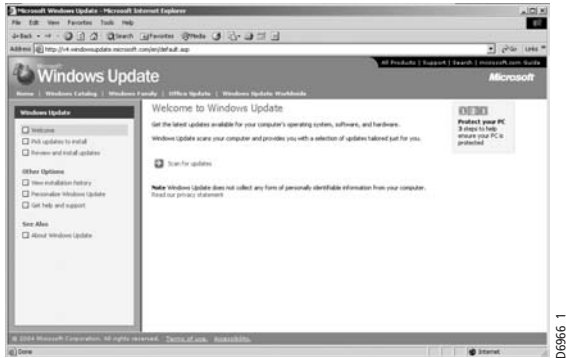 Microsoft Windows Update - Microsoft Internet Explorer
File Edit View Favorites Tools Help
Back Search Favorites Media
Address http://v4.windowsupdate.microsoft.com/en/default.asp Go Links »
All Products | Support | Search | microsoft.com Guide
Microsoft
Windows Update
Microsoft
Home | Windows Catalog | Windows Family | Office Update | Windows Update Worldwide
Windows Update
Welcome
Pick updates to install
Review and install updates
Other Options
View installation history
Personalize Windows Update
Get help and support
See Also
About Windows Update
Welcome to Windows Update
Get the latest updates available for your computer's operating system, software, and hardware.
Windows Update scans your computer and provides you with a selection of updates tailored just for you.
Scan for updates
Note Windows Update does not collect any form of personally identifiable information from your computer.
Read our privacy statement
1 2 3
Protect your PC
3 steps to help
ensure your PC is
protected
© 2004 Microsoft Corporation. All rights reserved. Terms of use. Accessibility.
Done Internet
D6966_1